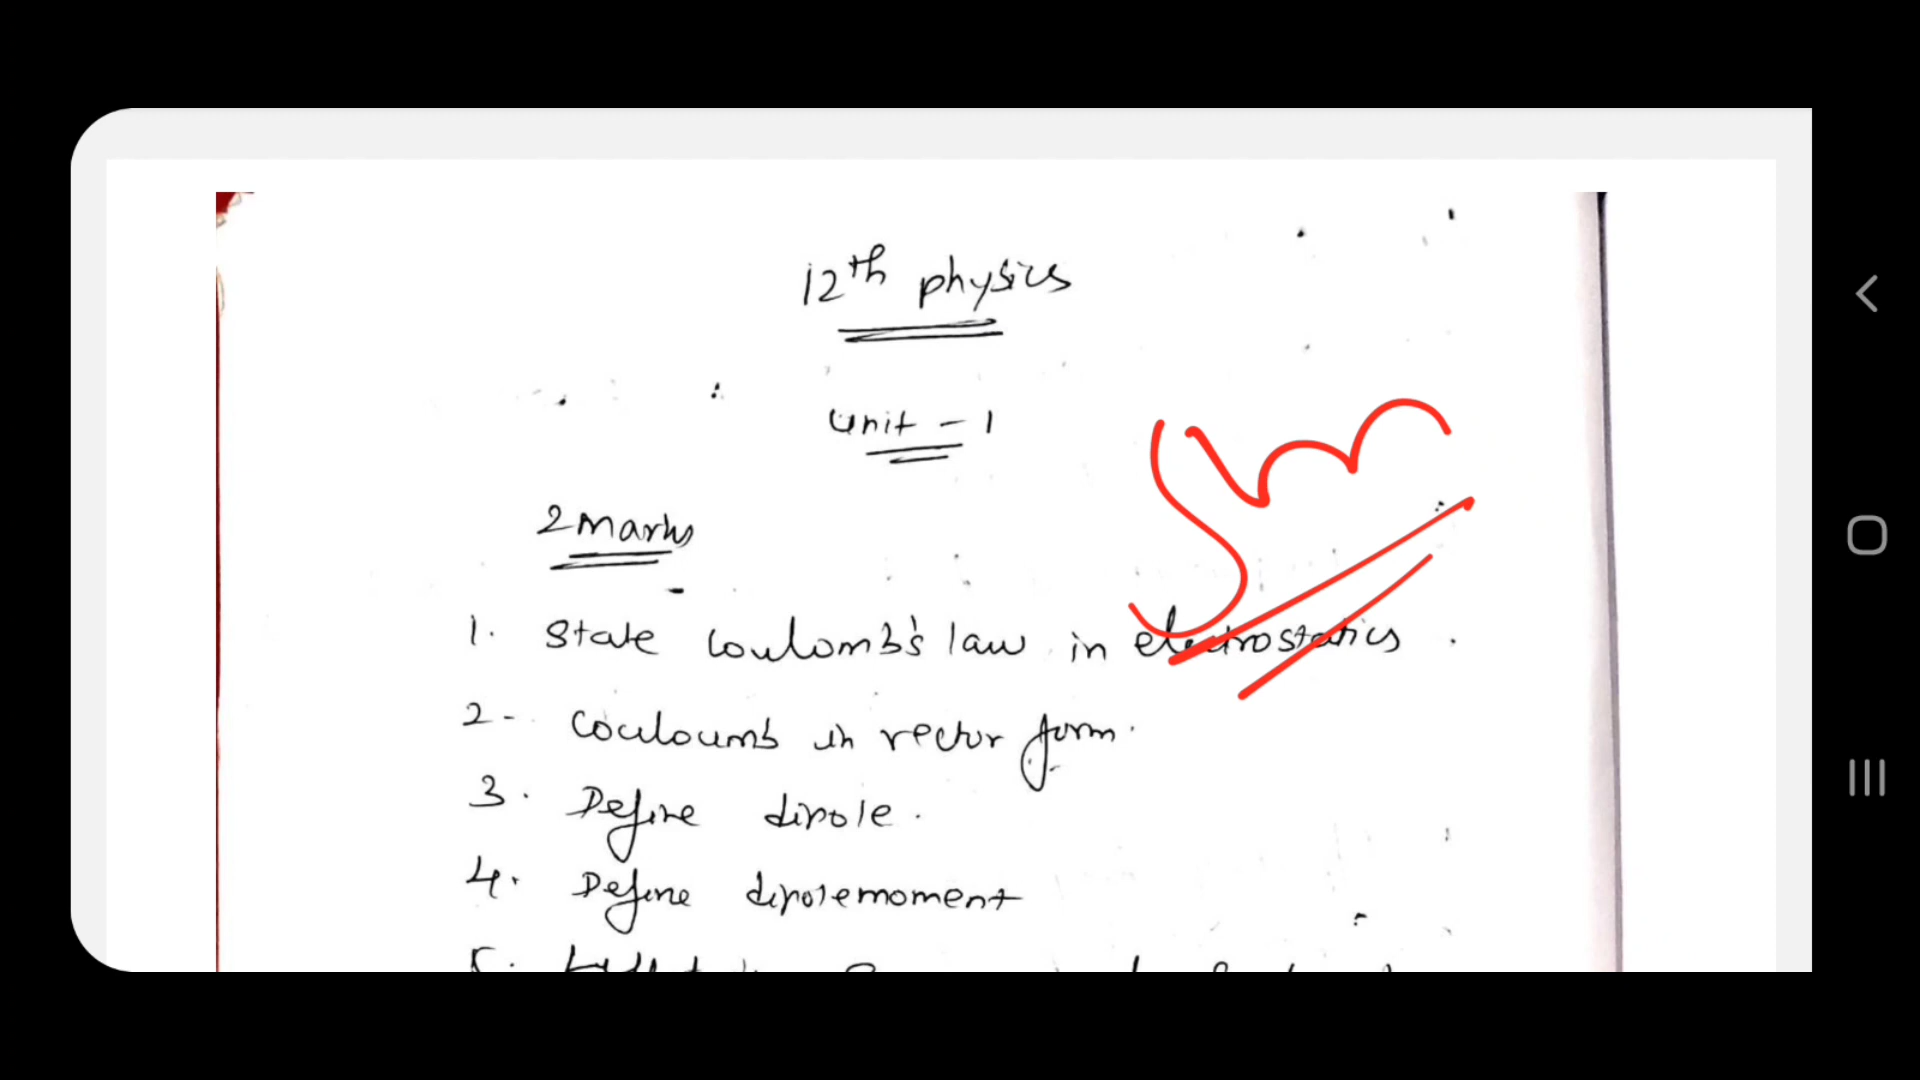 12th physics
Unit - 1
2 marks
1. State Coulomb's law in electrostatics.
2- Couloumb in vector form.
3. Define dipole.
4. Define dipolemoment
5.